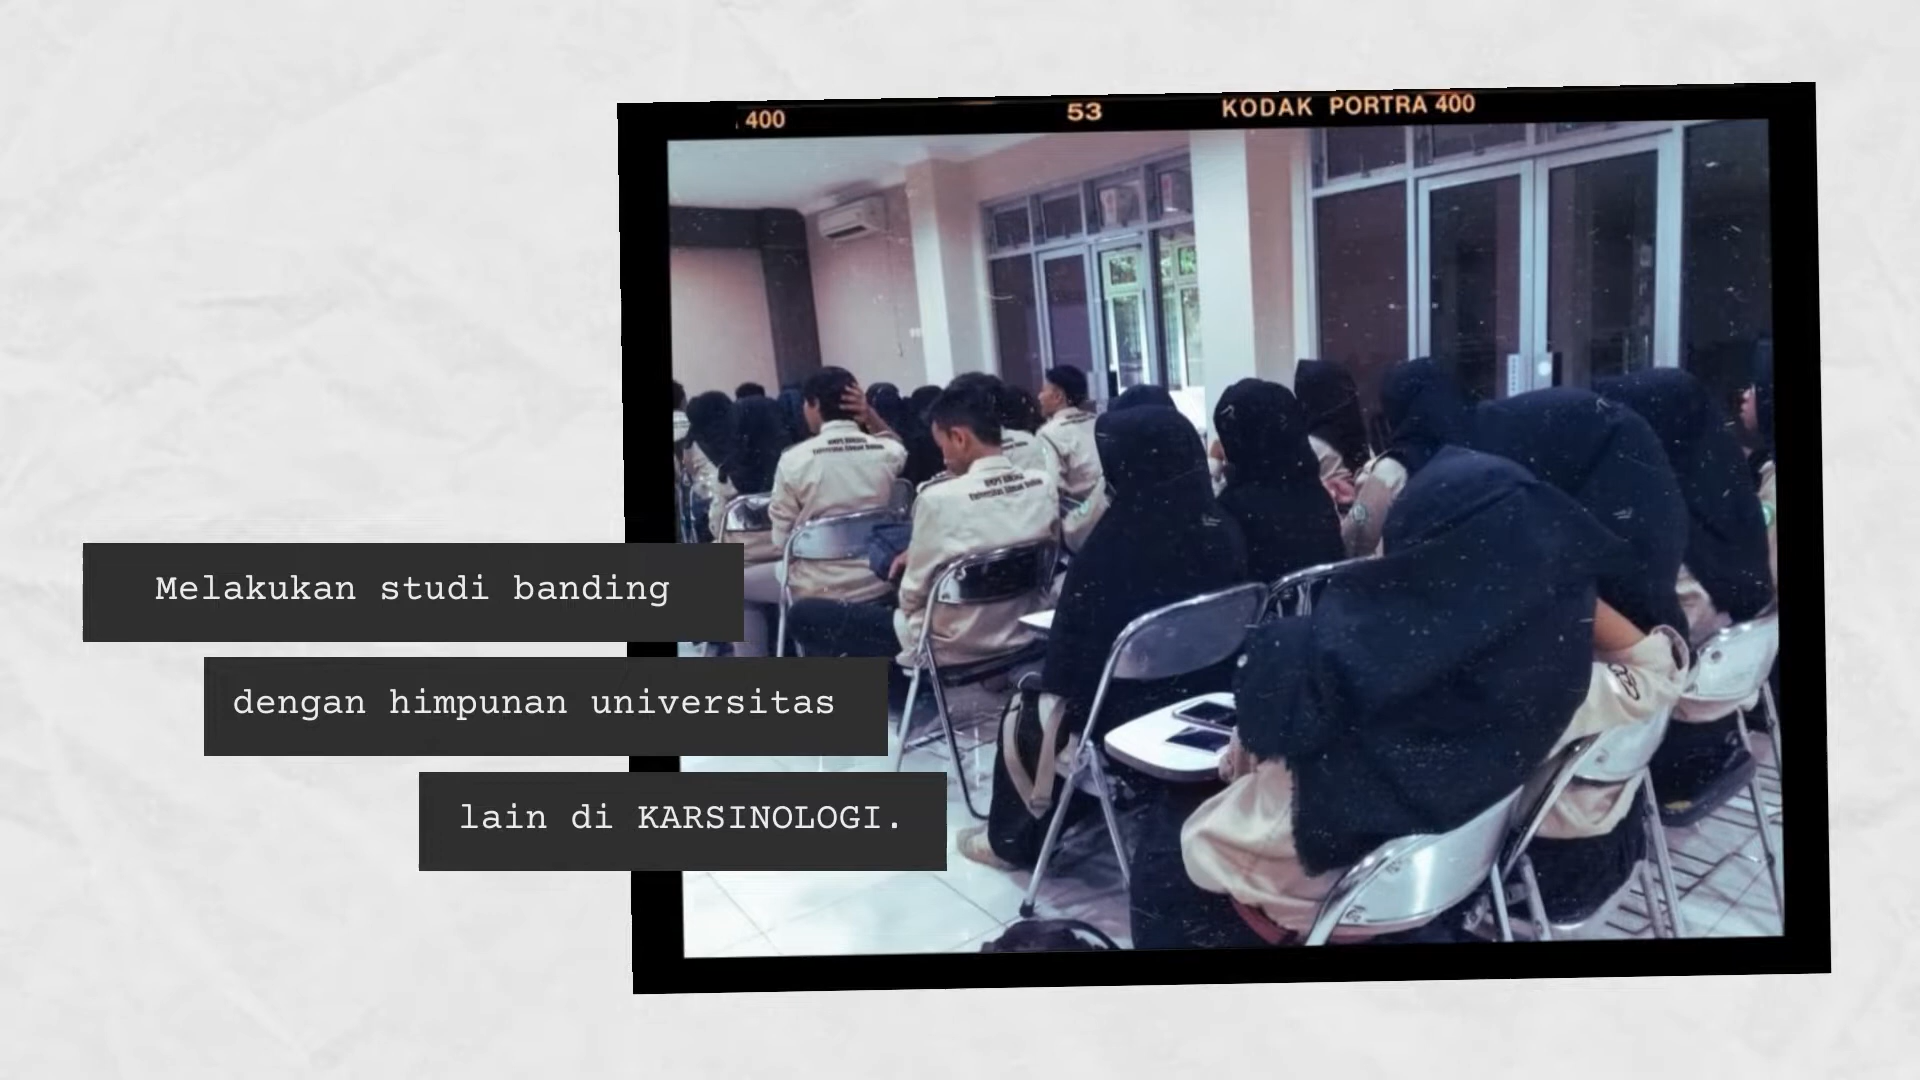 400 53 KODAK PORTRA 400
Melakukan studi banding
dengan himpunan universitas
lain di KARSINOLOGI.